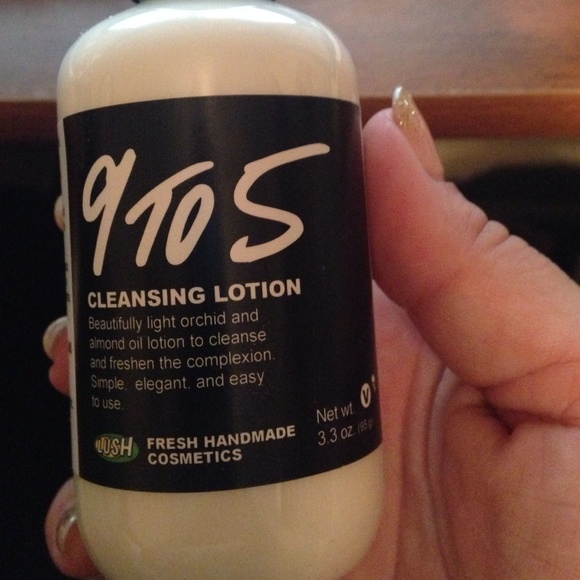 9 TO 5
CLEANSING LOTION
Beautifully light orchid and
almond oil lotion to cleanse
and freshen the complexion.
Simple, elegant, and easy
to use.
LUSH
FRESH HANDMADE
COSMETICS
Net wt. V
3.3 oz. (95 g